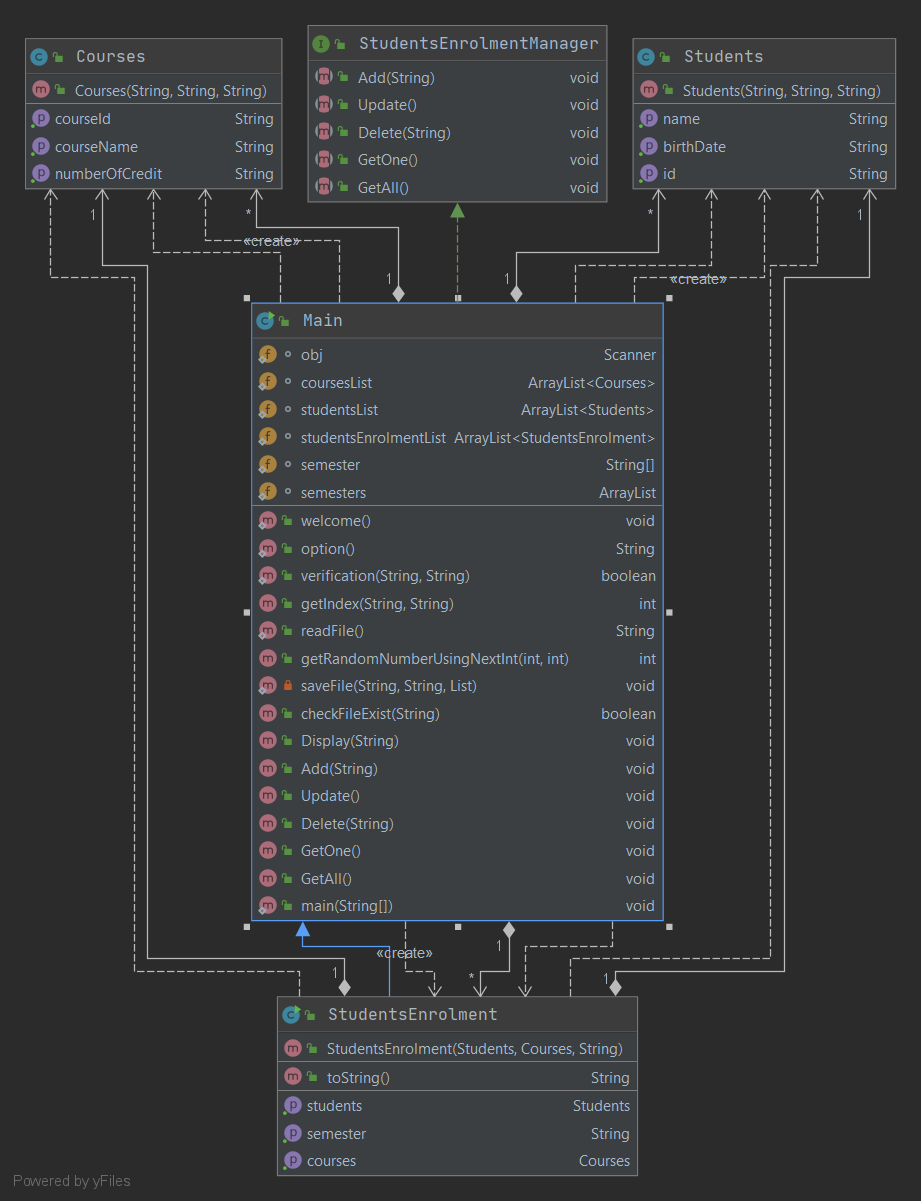 Courses
Courses(String, String, String)
courseId String
courseName String
numberOfCredit String
StudentsEnrolmentManager
Add(String) void
Update() void
Delete(String) void
GetOne() void
GetAll() void
Students
Students(String, String, String)
name String
birthDate String
id String
1
*
*
1
«create»
1
1
«create»
Main
obj Scanner
coursesList ArrayList<Courses>
studentsList ArrayList<Students>
studentsEnrolmentList ArrayList<StudentsEnrolment>
semester String[]
semesters ArrayList
welcome() void
option() String
verification(String, String) boolean
getIndex(String, String) int
readFile() String
getRandomNumberUsingNextInt(int, int) int
saveFile(String, String, List) void
checkFileExist(String) boolean
Display(String) void
Add(String) void
Update() void
Delete(String) void
GetOne() void
GetAll() void
main(String[]) void
«create»
1
1
*
1
StudentsEnrolment
StudentsEnrolment(Students, Courses, String)
toString() String
students Students
semester String
courses Courses
Powered by yFiles